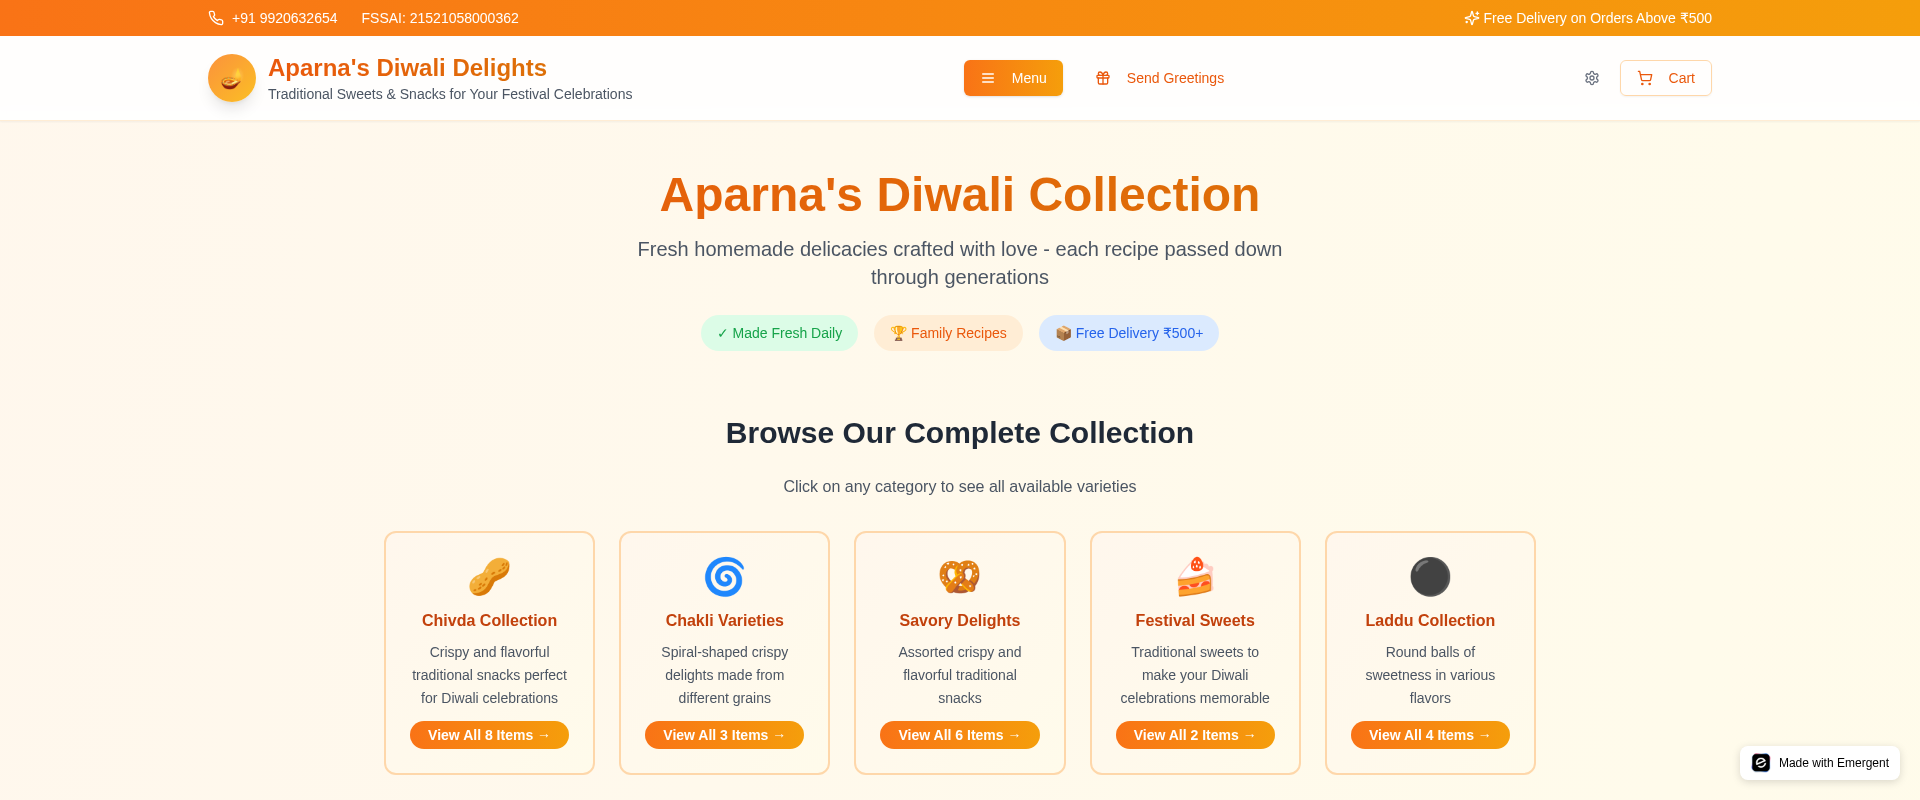 +91 9920632654
FSSAI: 21521058000362
Free Delivery on Orders Above ₹500
Aparna's Diwali Delights
Traditional Sweets & Snacks for Your Festival Celebrations
Menu
Send Greetings
Cart
Aparna's Diwali Collection
Fresh homemade delicacies crafted with love - each recipe passed down
through generations
✓ Made Fresh Daily
🏆 Family Recipes
📦 Free Delivery ₹500+
Browse Our Complete Collection
Click on any category to see all available varieties
Chivda Collection
Crispy and flavorful
traditional snacks perfect
for Diwali celebrations
View All 8 Items →
Chakli Varieties
Spiral-shaped crispy
delights made from
different grains
View All 3 Items →
Savory Delights
Assorted crispy and
flavorful traditional
snacks
View All 6 Items →
Festival Sweets
Traditional sweets to
make your Diwali
celebrations memorable
View All 2 Items →
Laddu Collection
Round balls of
sweetness in various
flavors
View All 4 Items →
Made with Emergent